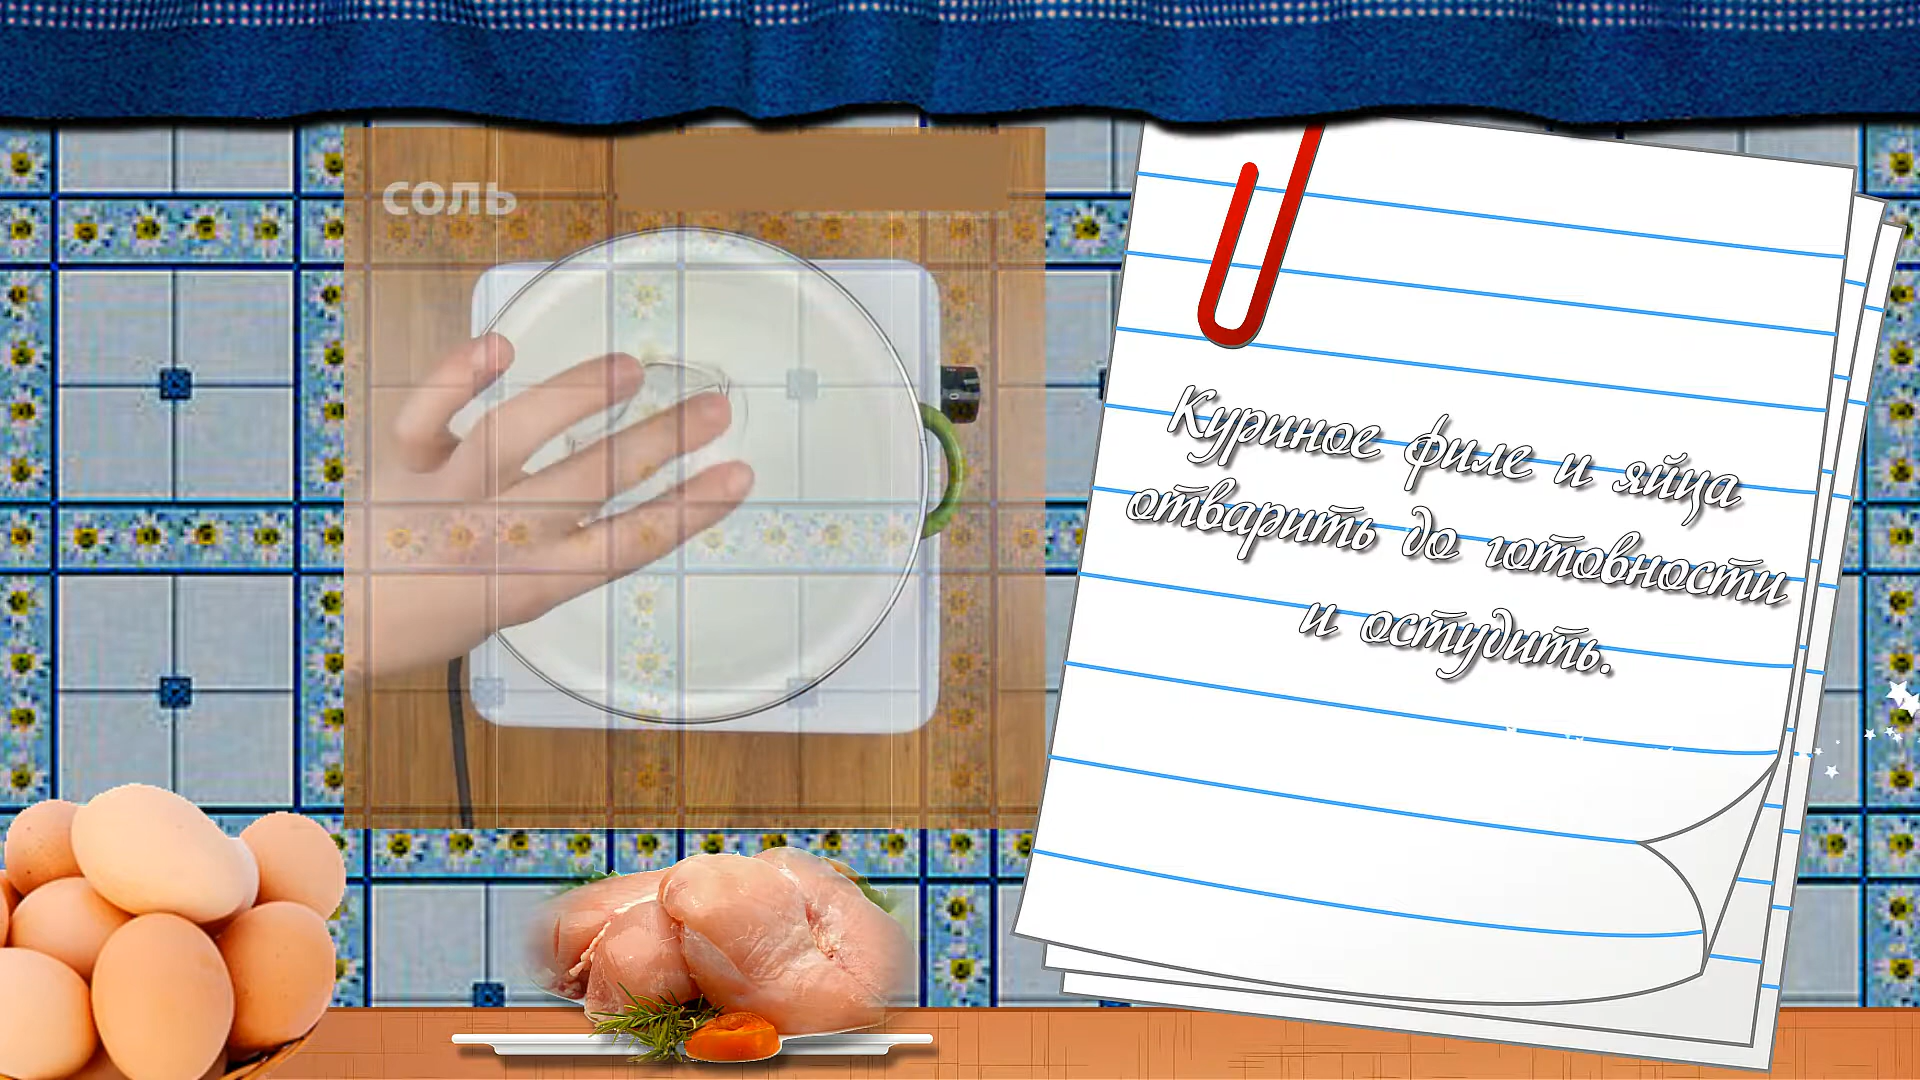 соль
Куриное филе и яйца
отварить до готовности
и остудить.